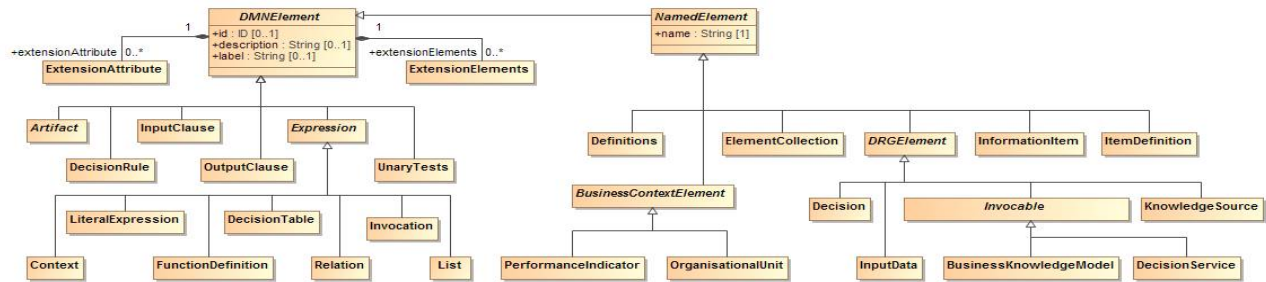 DMNElement
+id : ID [0..1]
+description : String [0..1]
+label : String [0..1]
NamedElement
+name : String [1]
1
1
+extensionAttribute 0..*
+extensionElements 0..*
ExtensionAttribute
ExtensionElements
Artifact
InputClause
Expression
DecisionRule
OutputClause
UnaryTests
Definitions
ElementCollection
DRGElement
InformationItem
ItemDefinition
BusinessContextElement
LiteralExpression
DecisionTable
Invocation
Decision
Invocable
KnowledgeSource
Context
FunctionDefinition
Relation
List
PerformanceIndicator
OrganisationalUnit
InputData
BusinessKnowledgeModel
DecisionService